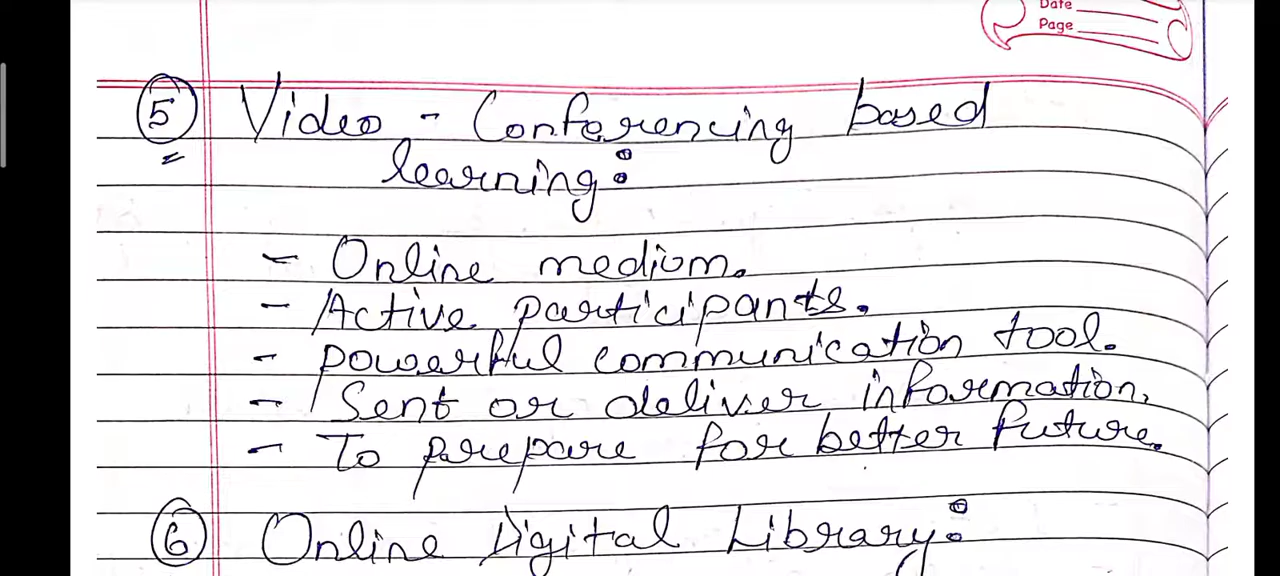 Date
Page
5 Video - Conferencing based
learning:
- Online medium.
- Active participants.
- powerful communication tool.
- Sent or deliver information.
- To prepare for better future.
6 Online Digital Library: